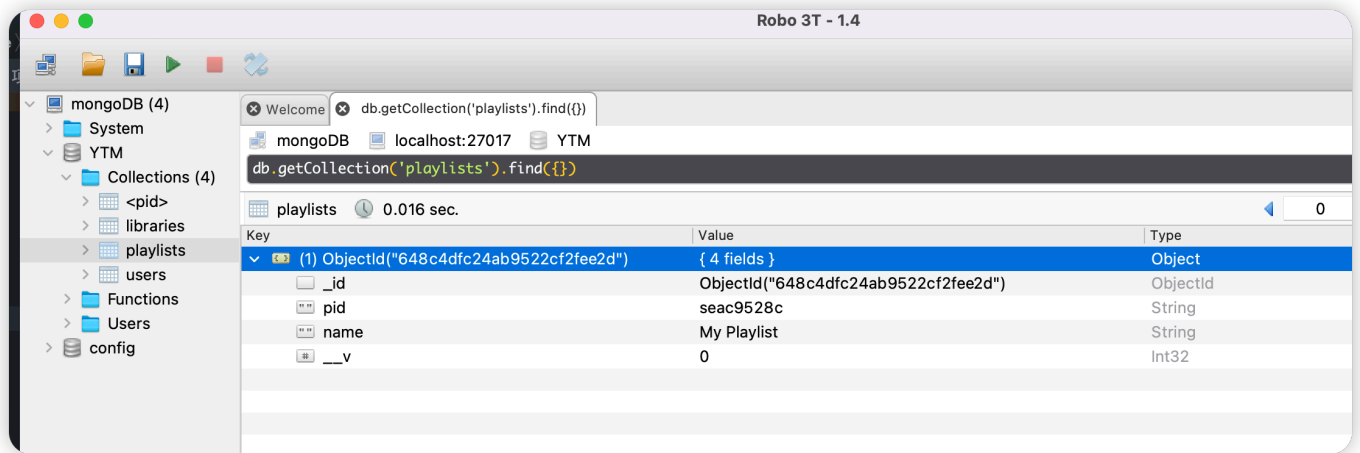 Robo 3T - 1.4
mongoDB (4)
System
YTM
Collections (4)
<pid>
libraries
playlists
users
Functions
Users
config
Welcome
db.getCollection('playlists').find({})
mongoDB localhost:27017 YTM
db.getCollection('playlists').find({})
playlists 0.016 sec. 0
Key Value Type
(1) ObjectId("648c4dfc24ab9522cf2fee2d") { 4 fields } Object
_id ObjectId("648c4dfc24ab9522cf2fee2d") ObjectId
pid seac9528c String
name My Playlist String
__v 0 Int32